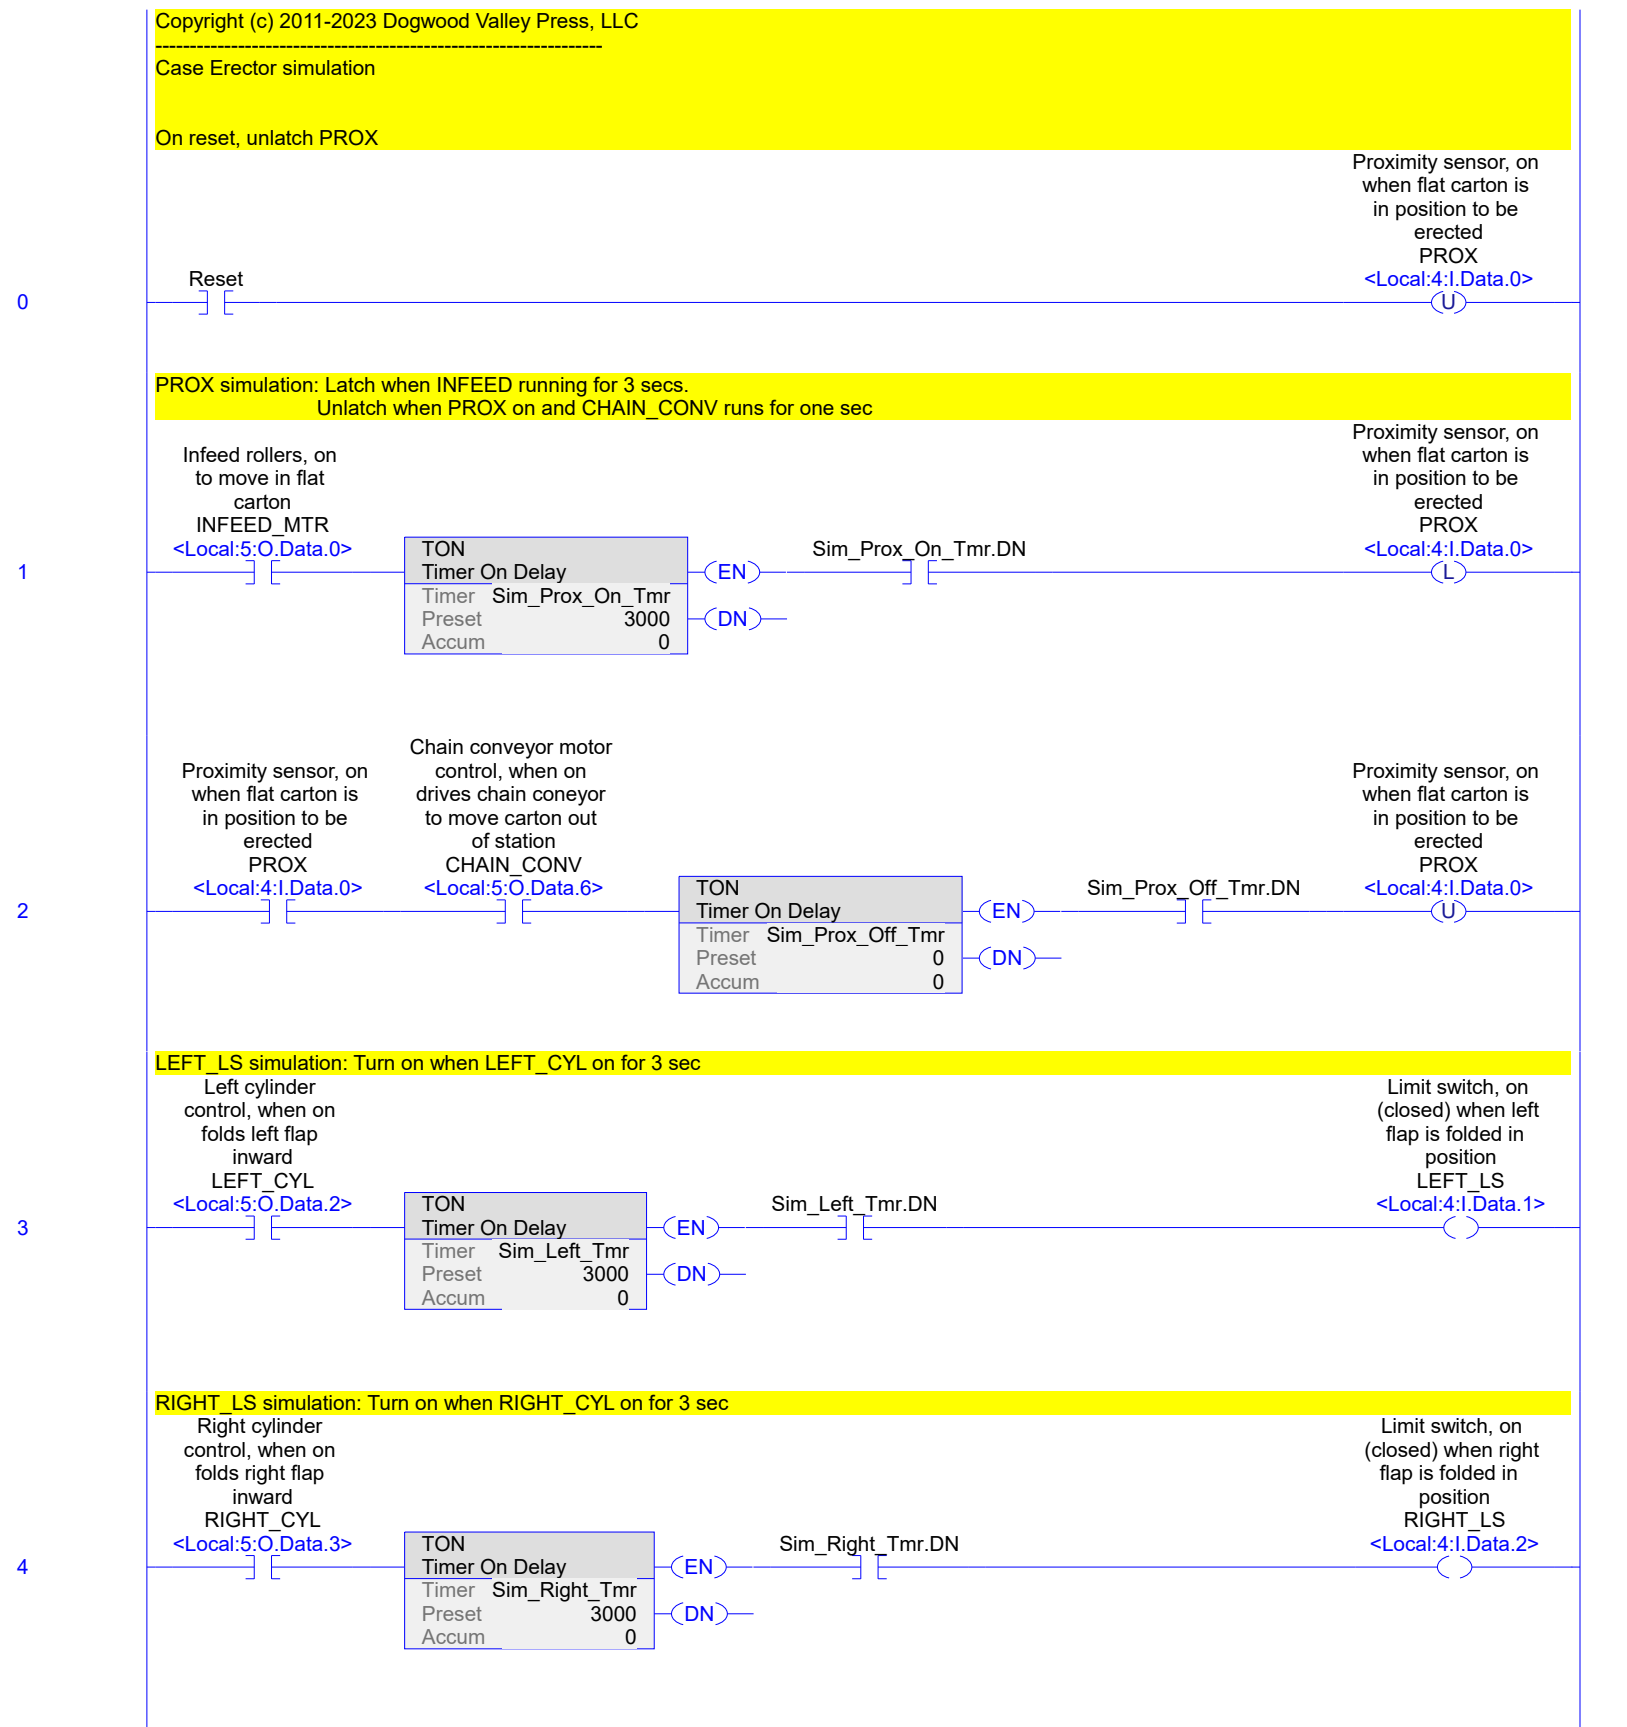 Copyright (c) 2011-2023 Dogwood Valley Press, LLC
-----------------------------------------------------------------
Case Erector simulation
On reset, unlatch PROX
Proximity sensor, on
when flat carton is
in position to be
erected
PROX
<Local:4:I.Data.0>
Reset
0
U
PROX simulation: Latch when INFEED running for 3 secs.
Unlatch when PROX on and CHAIN_CONV runs for one sec
Infeed rollers, on
to move in flat
carton
INFEED_MTR
<Local:5:O.Data.0>
1
TON
Timer On Delay
Timer Sim_Prox_On_Tmr
Preset 3000
Accum 0
EN
DN
Sim_Prox_On_Tmr.DN
Proximity sensor, on
when flat carton is
in position to be
erected
PROX
<Local:4:I.Data.0>
L
Proximity sensor, on
when flat carton is
in position to be
erected
PROX
<Local:4:I.Data.0>
2
Chain conveyor motor
control, when on
drives chain coneyor
to move carton out
of station
CHAIN_CONV
<Local:5:O.Data.6>
TON
Timer On Delay
Timer Sim_Prox_Off_Tmr
Preset 0
Accum 0
EN
DN
Sim_Prox_Off_Tmr.DN
Proximity sensor, on
when flat carton is
in position to be
erected
PROX
<Local:4:I.Data.0>
U
LEFT_LS simulation: Turn on when LEFT_CYL on for 3 sec
Left cylinder
control, when on
folds left flap
inward
LEFT_CYL
<Local:5:O.Data.2>
3
TON
Timer On Delay
Timer Sim_Left_Tmr
Preset 3000
Accum 0
EN
DN
Sim_Left_Tmr.DN
Limit switch, on
(closed) when left
flap is folded in
position
LEFT_LS
<Local:4:I.Data.1>
RIGHT_LS simulation: Turn on when RIGHT_CYL on for 3 sec
Right cylinder
control, when on
folds right flap
inward
RIGHT_CYL
<Local:5:O.Data.3>
4
TON
Timer On Delay
Timer Sim_Right_Tmr
Preset 3000
Accum 0
EN
DN
Sim_Right_Tmr.DN
Limit switch, on
(closed) when right
flap is folded in
position
RIGHT_LS
<Local:4:I.Data.2>